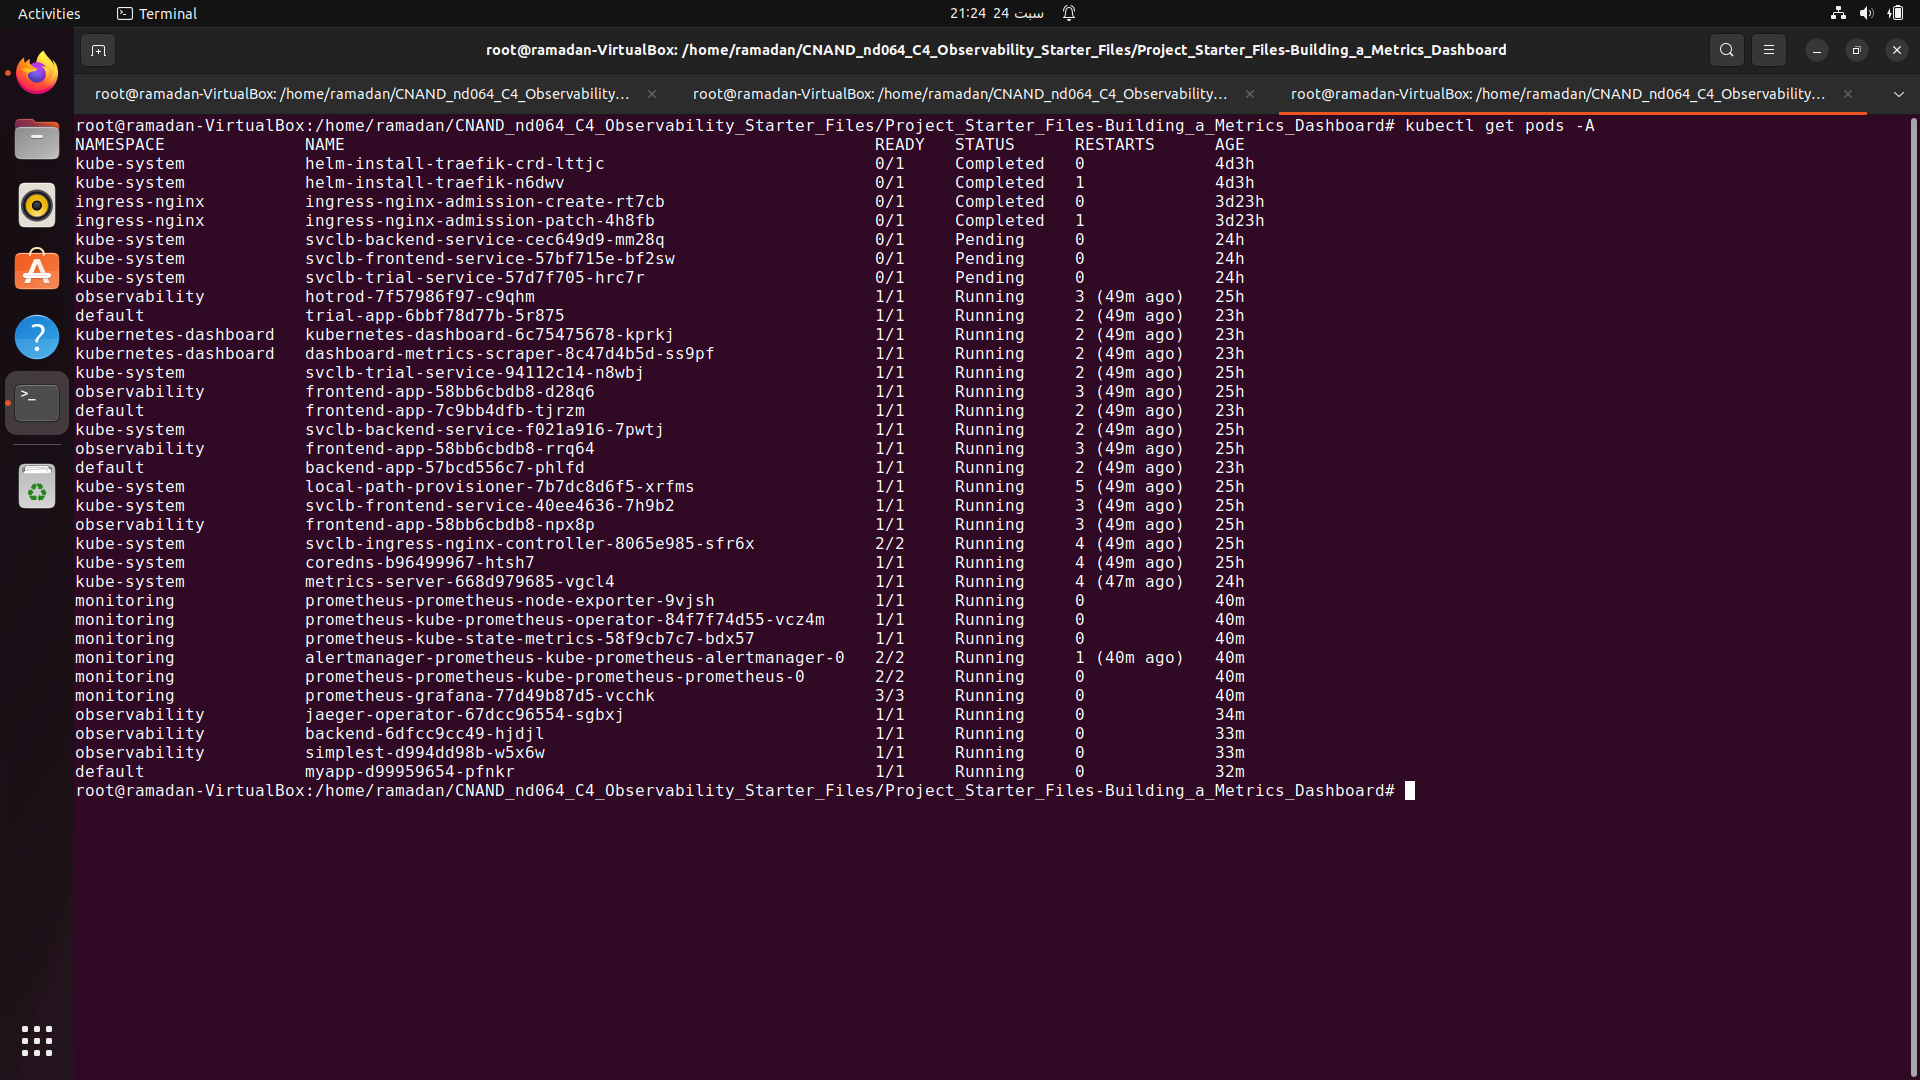 Activities Terminal 21:24 24 سبت
root@ramadan-VirtualBox: /home/ramadan/CNAND_nd064_C4_Observability_Starter_Files/Project_Starter_Files-Building_a_Metrics_Dashboard
root@ramadan-VirtualBox: /home/ramadan/CNAND_nd064_C4_Observability... root@ramadan-VirtualBox: /home/ramadan/CNAND_nd064_C4_Observability... root@ramadan-VirtualBox: /home/ramadan/CNAND_nd064_C4_Observability...
root@ramadan-VirtualBox:/home/ramadan/CNAND_nd064_C4_Observability_Starter_Files/Project_Starter_Files-Building_a_Metrics_Dashboard# kubectl get pods -A
NAMESPACE NAME READY STATUS RESTARTS AGE
kube-system helm-install-traefik-crd-lttjc 0/1 Completed 0 4d3h
kube-system helm-install-traefik-n6dwv 0/1 Completed 1 4d3h
ingress-nginx ingress-nginx-admission-create-rt7cb 0/1 Completed 0 3d23h
ingress-nginx ingress-nginx-admission-patch-4h8fb 0/1 Completed 1 3d23h
kube-system svclb-backend-service-cec649d9-mm28q 0/1 Pending 0 24h
kube-system svclb-frontend-service-57bf715e-bf2sw 0/1 Pending 0 24h
kube-system svclb-trial-service-57d7f705-hrc7r 0/1 Pending 0 24h
observability hotrod-7f57986f97-c9qhm 1/1 Running 3 (49m ago) 25h
default trial-app-6bbf78d77b-5r875 1/1 Running 2 (49m ago) 23h
kubernetes-dashboard kubernetes-dashboard-6c75475678-kprkj 1/1 Running 2 (49m ago) 23h
kubernetes-dashboard dashboard-metrics-scraper-8c47d4b5d-ss9pf 1/1 Running 2 (49m ago) 23h
kube-system svclb-trial-service-94112c14-n8wbj 1/1 Running 2 (49m ago) 25h
observability frontend-app-58bb6cbdb8-d28q6 1/1 Running 3 (49m ago) 25h
default frontend-app-7c9bb4dfb-tjrzm 1/1 Running 2 (49m ago) 23h
kube-system svclb-backend-service-f021a916-7pwtj 1/1 Running 2 (49m ago) 25h
observability frontend-app-58bb6cbdb8-rrq64 1/1 Running 3 (49m ago) 25h
default backend-app-57bcd556c7-phlfd 1/1 Running 2 (49m ago) 23h
kube-system local-path-provisioner-7b7dc8d6f5-xrfms 1/1 Running 5 (49m ago) 25h
kube-system svclb-frontend-service-40ee4636-7h9b2 1/1 Running 3 (49m ago) 25h
observability frontend-app-58bb6cbdb8-npx8p 1/1 Running 3 (49m ago) 25h
kube-system svclb-ingress-nginx-controller-8065e985-sfr6x 2/2 Running 4 (49m ago) 25h
kube-system coredns-b96499967-htsh7 1/1 Running 4 (49m ago) 25h
kube-system metrics-server-668d979685-vgcl4 1/1 Running 4 (47m ago) 24h
monitoring prometheus-prometheus-node-exporter-9vjsh 1/1 Running 0 40m
monitoring prometheus-kube-prometheus-operator-84f7f74d55-vcz4m 1/1 Running 0 40m
monitoring prometheus-kube-state-metrics-58f9cb7c7-bdx57 1/1 Running 0 40m
monitoring alertmanager-prometheus-kube-prometheus-alertmanager-0 2/2 Running 1 (40m ago) 40m
monitoring prometheus-prometheus-kube-prometheus-prometheus-0 2/2 Running 0 40m
monitoring prometheus-grafana-77d49b87d5-vcchk 3/3 Running 0 40m
observability jaeger-operator-67dcc96554-sgbxj 1/1 Running 0 34m
observability backend-6dfcc9cc49-hjdjl 1/1 Running 0 33m
observability simplest-d994dd98b-w5x6w 1/1 Running 0 33m
default myapp-d99959654-pfnkr 1/1 Running 0 32m
root@ramadan-VirtualBox:/home/ramadan/CNAND_nd064_C4_Observability_Starter_Files/Project_Starter_Files-Building_a_Metrics_Dashboard#